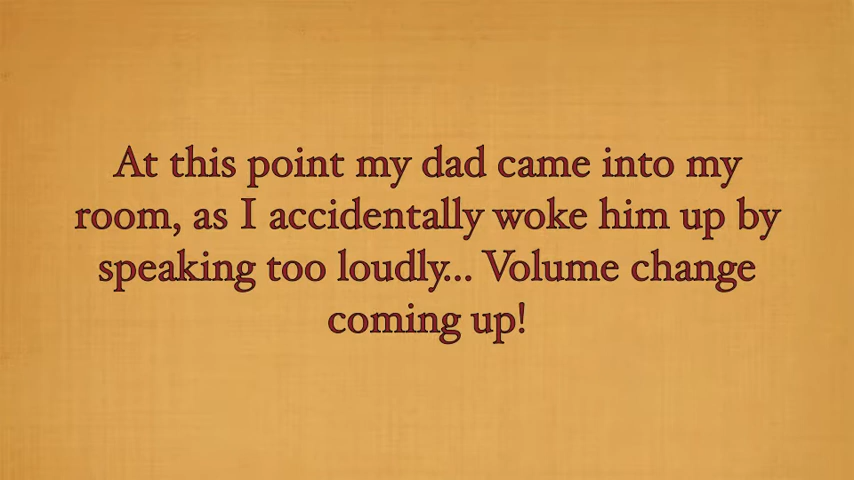 At this point my dad came into my
room, as I accidentally woke him up by
speaking too loudly... Volume change
coming up!